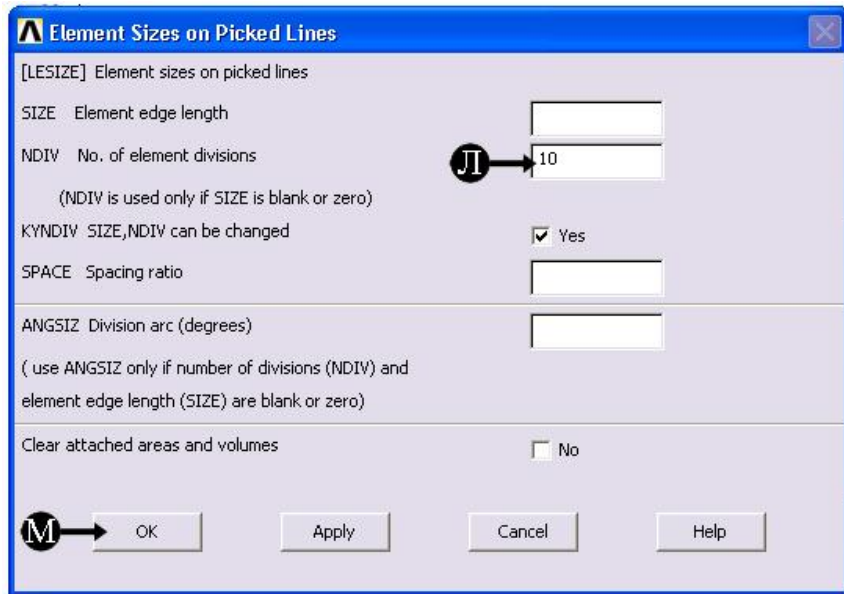 Element Sizes on Picked Lines
[LESIZE] Element sizes on picked lines
SIZE Element edge length
NDIV No. of element divisions
Л
10
(NDIV is used only if SIZE is blank or zero)
KYNDIV SIZE,NDIV can be changed
Yes
SPACE Spacing ratio
ANGSIZ Division arc (degrees)
( use ANGSIZ only if number of divisions (NDIV) and
element edge length (SIZE) are blank or zero)
Clear attached areas and volumes
No
М
OK
Apply
Cancel
Help